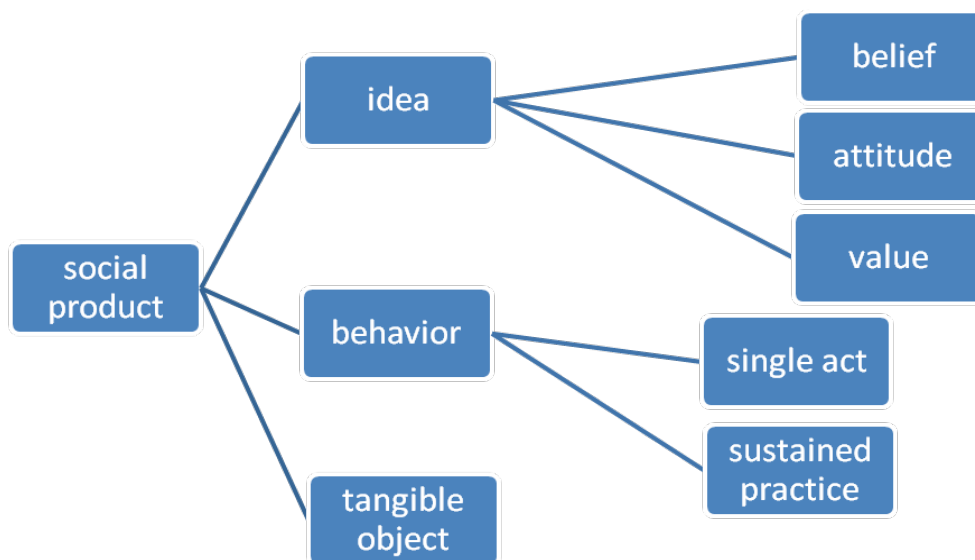 social
product
idea
belief
attitude
value
behavior
single act
sustained
practice
tangible
object